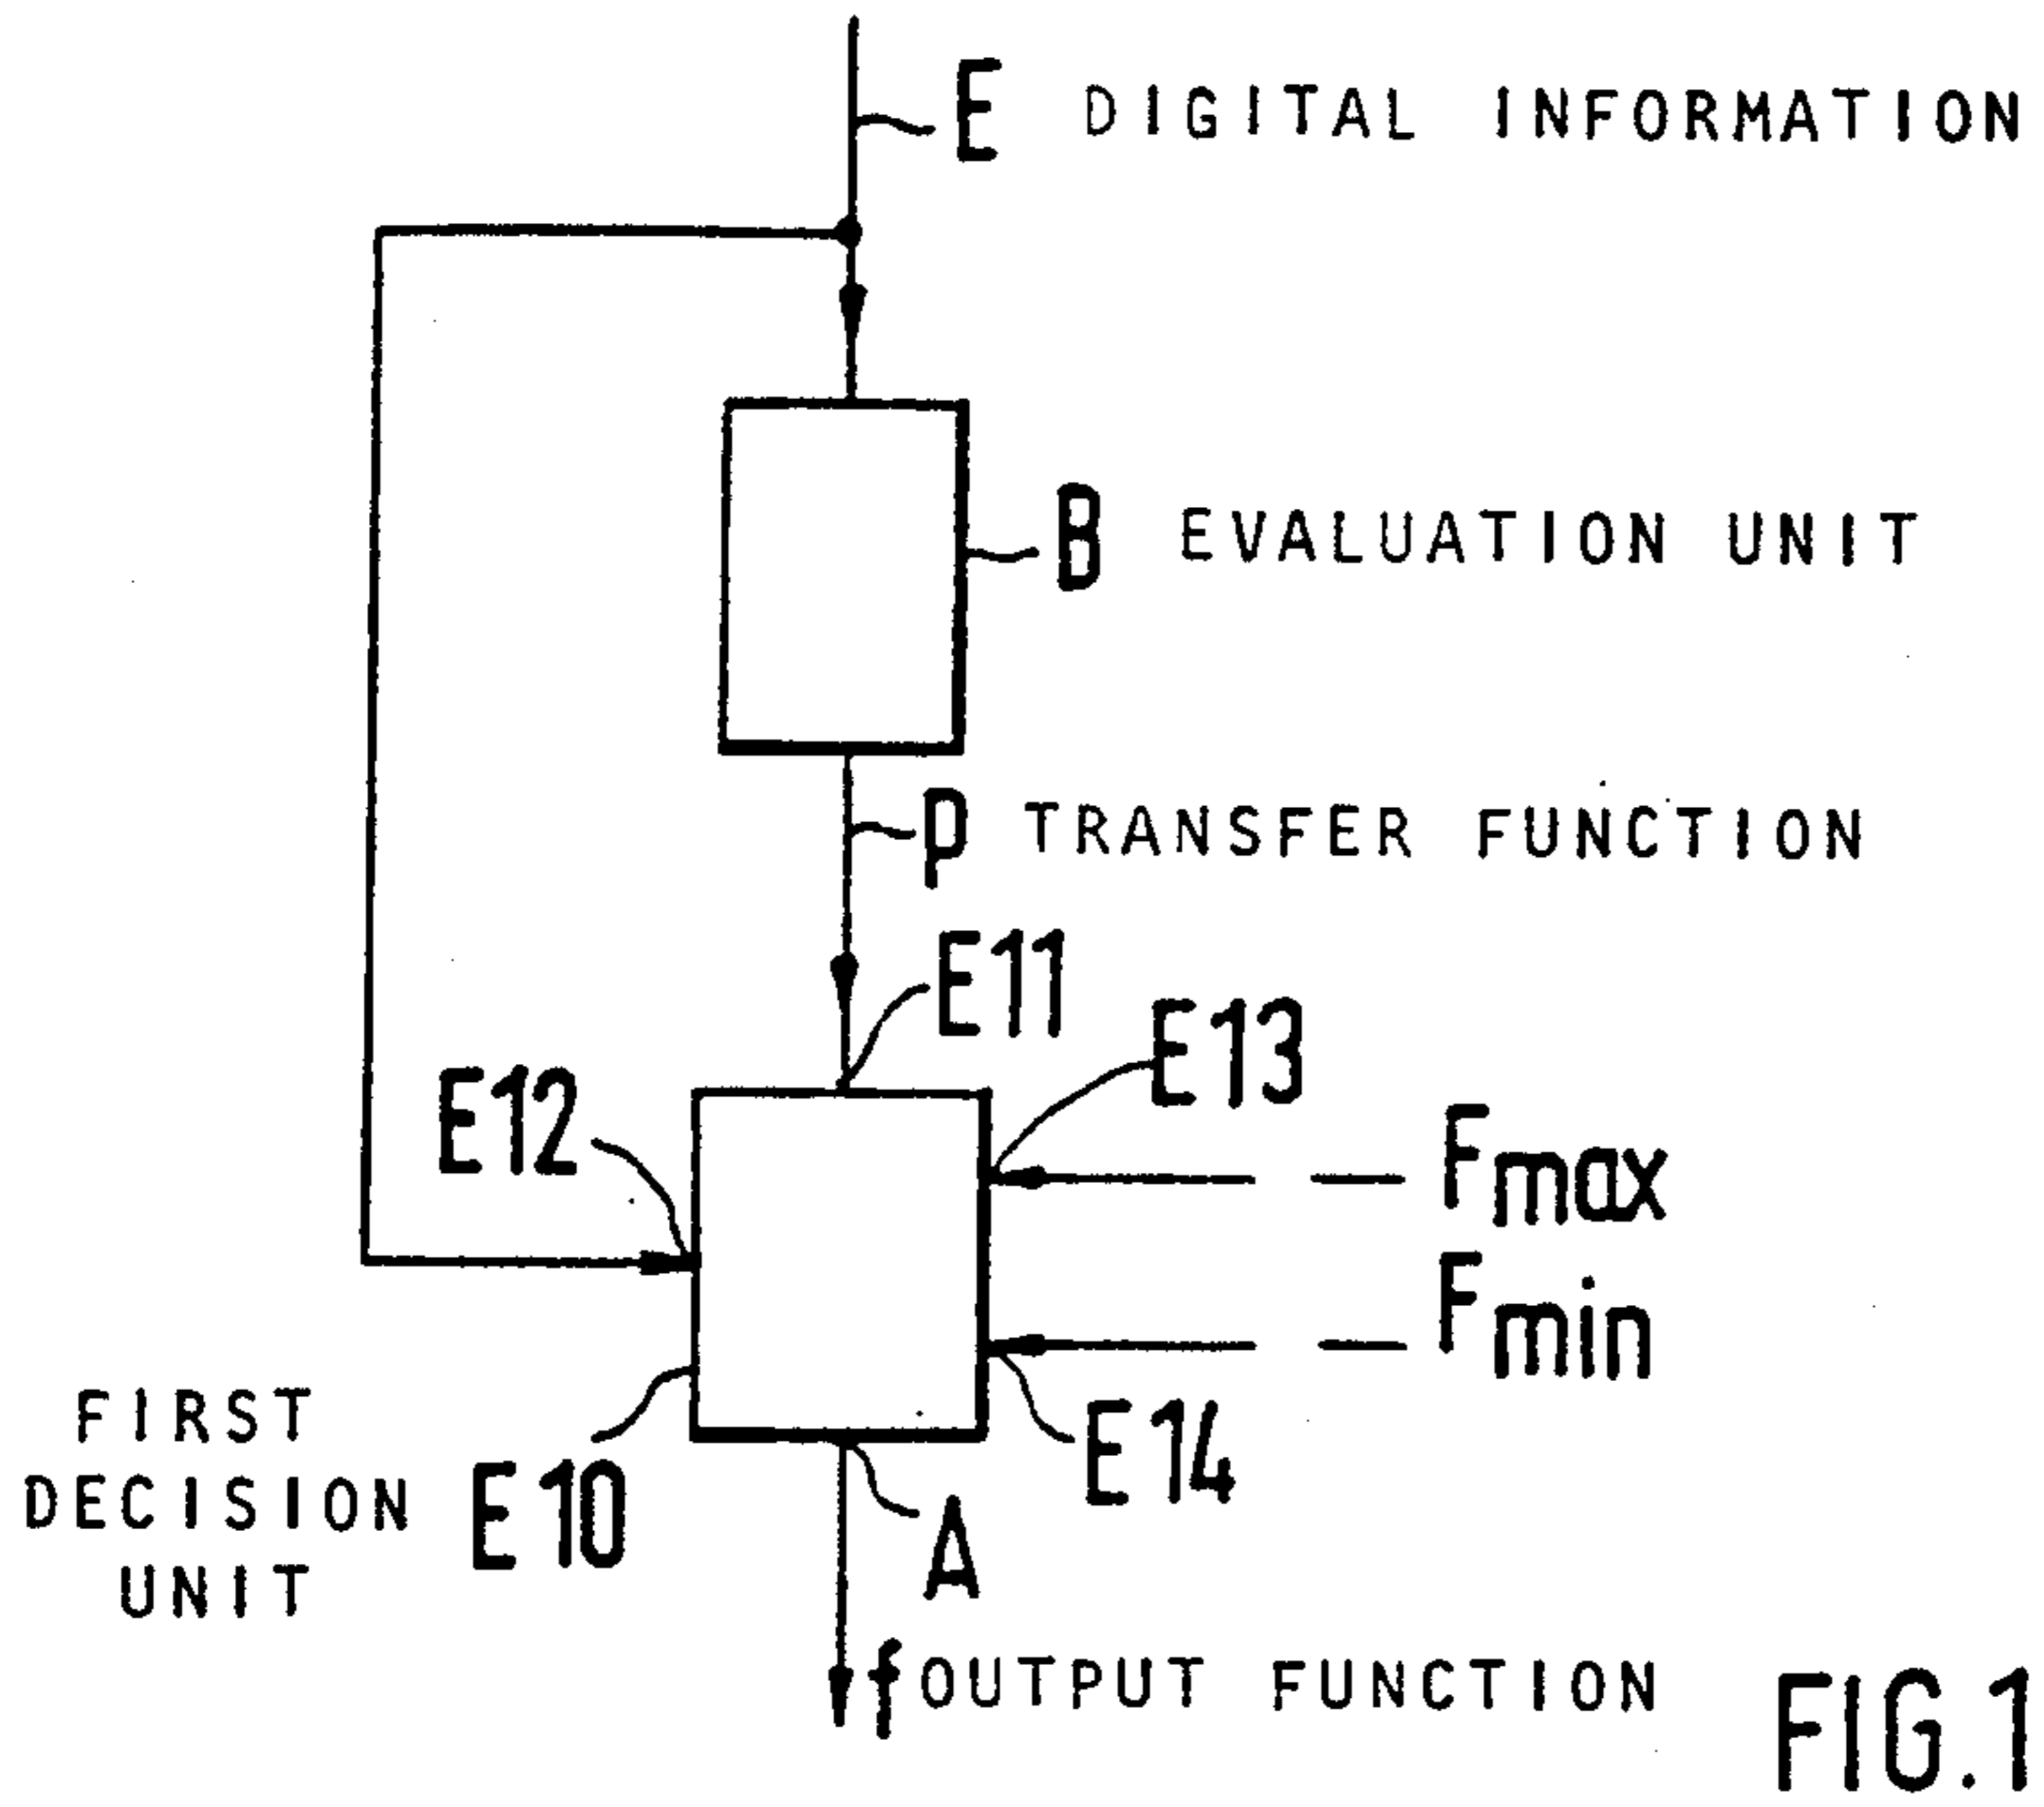 E DIGITAL INFORMATION
B EVALUATION UNIT
p TRANSFER FUNCTION
E11
E13
E12
Fmax
Fmin
FIRST
DECISION
UNIT
E10
E14
A
f OUTPUT FUNCTION
FIG.1